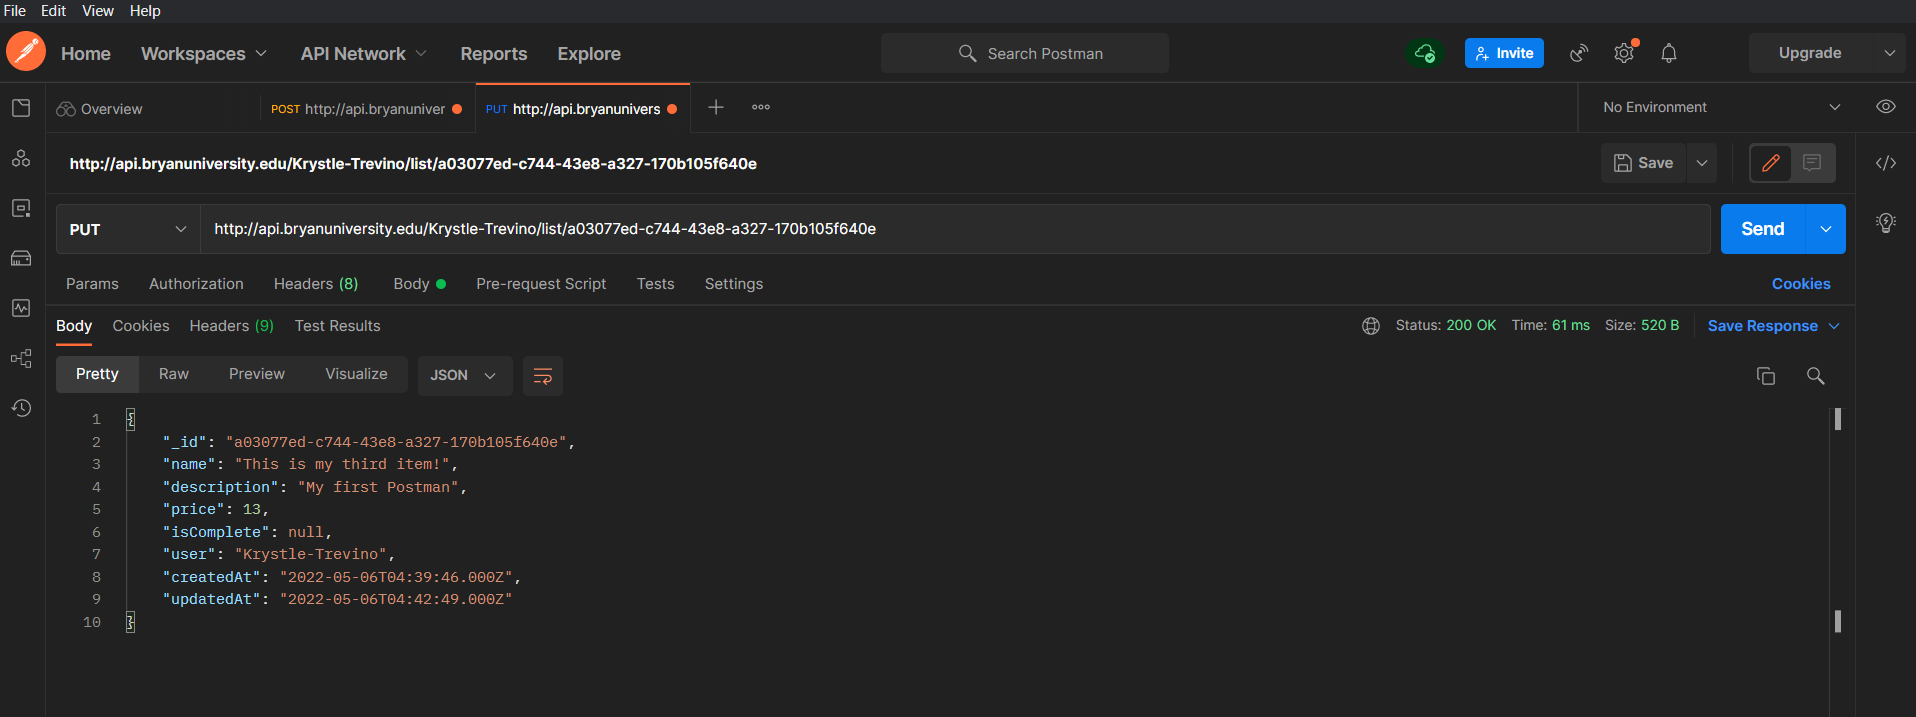 File Edit View Help
Home Workspaces API Network Reports Explore Search Postman Invite Upgrade
Overview POST http://api.bryanuniver PUT http://api.bryanunivers No Environment
http://api.bryanuniversity.edu/Krystle-Trevino/list/a03077ed-c744-43e8-a327-170b105f640e Save
PUT http://api.bryanuniversity.edu/Krystle-Trevino/list/a03077ed-c744-43e8-a327-170b105f640e Send
Params Authorization Headers (8) Body Pre-request Script Tests Settings Cookies
Body Cookies Headers (9) Test Results Status: 200 OK Time: 61 ms Size: 520 B Save Response
Pretty Raw Preview Visualize JSON
1 {
2 "_id": "a03077ed-c744-43e8-a327-170b105f640e",
3 "name": "This is my third item!",
4 "description": "My first Postman",
5 "price": 13,
6 "isComplete": null,
7 "user": "Krystle-Trevino",
8 "createdAt": "2022-05-06T04:39:46.000Z",
9 "updatedAt": "2022-05-06T04:42:49.000Z"
10 }